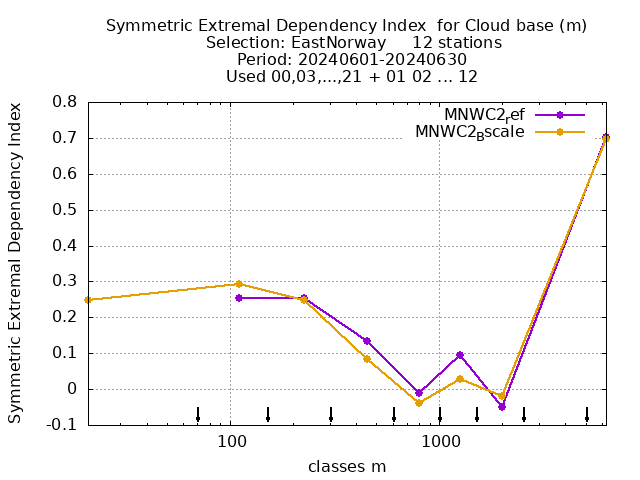 Symmetric Extremal Dependency Index  for Cloud base (m)
Selection: EastNorway     12 stations
Period: 20240601-20240630
Used 00,03,...,21 + 01 02 ... 12
MNWC2ref
MNWC2Bscale
Symmetric Extremal Dependency Index
0.8
0.7
0.6
0.5
0.4
0.3
0.2
0.1
0
-0.1
100
1000
classes m